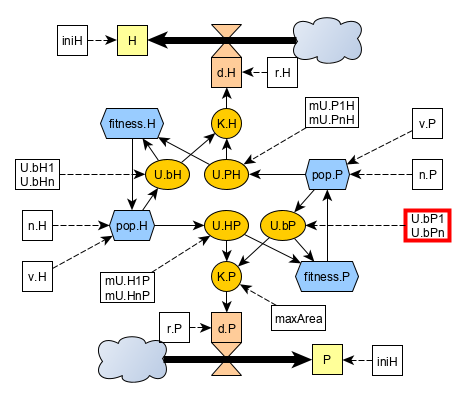 iniH
H
d.H
r.H
fitness.H
K.H
mU.P1H
mU.PnH
v.P
U.bH1
U.bHn
U.bH
U.PH
pop.P
n.P
n.H
pop.H
U.HP
U.bP
U.bP1
U.bPn
v.H
mU.H1P
mU.HnP
K.P
fitness.P
maxArea
r.P
d.P
P
iniH